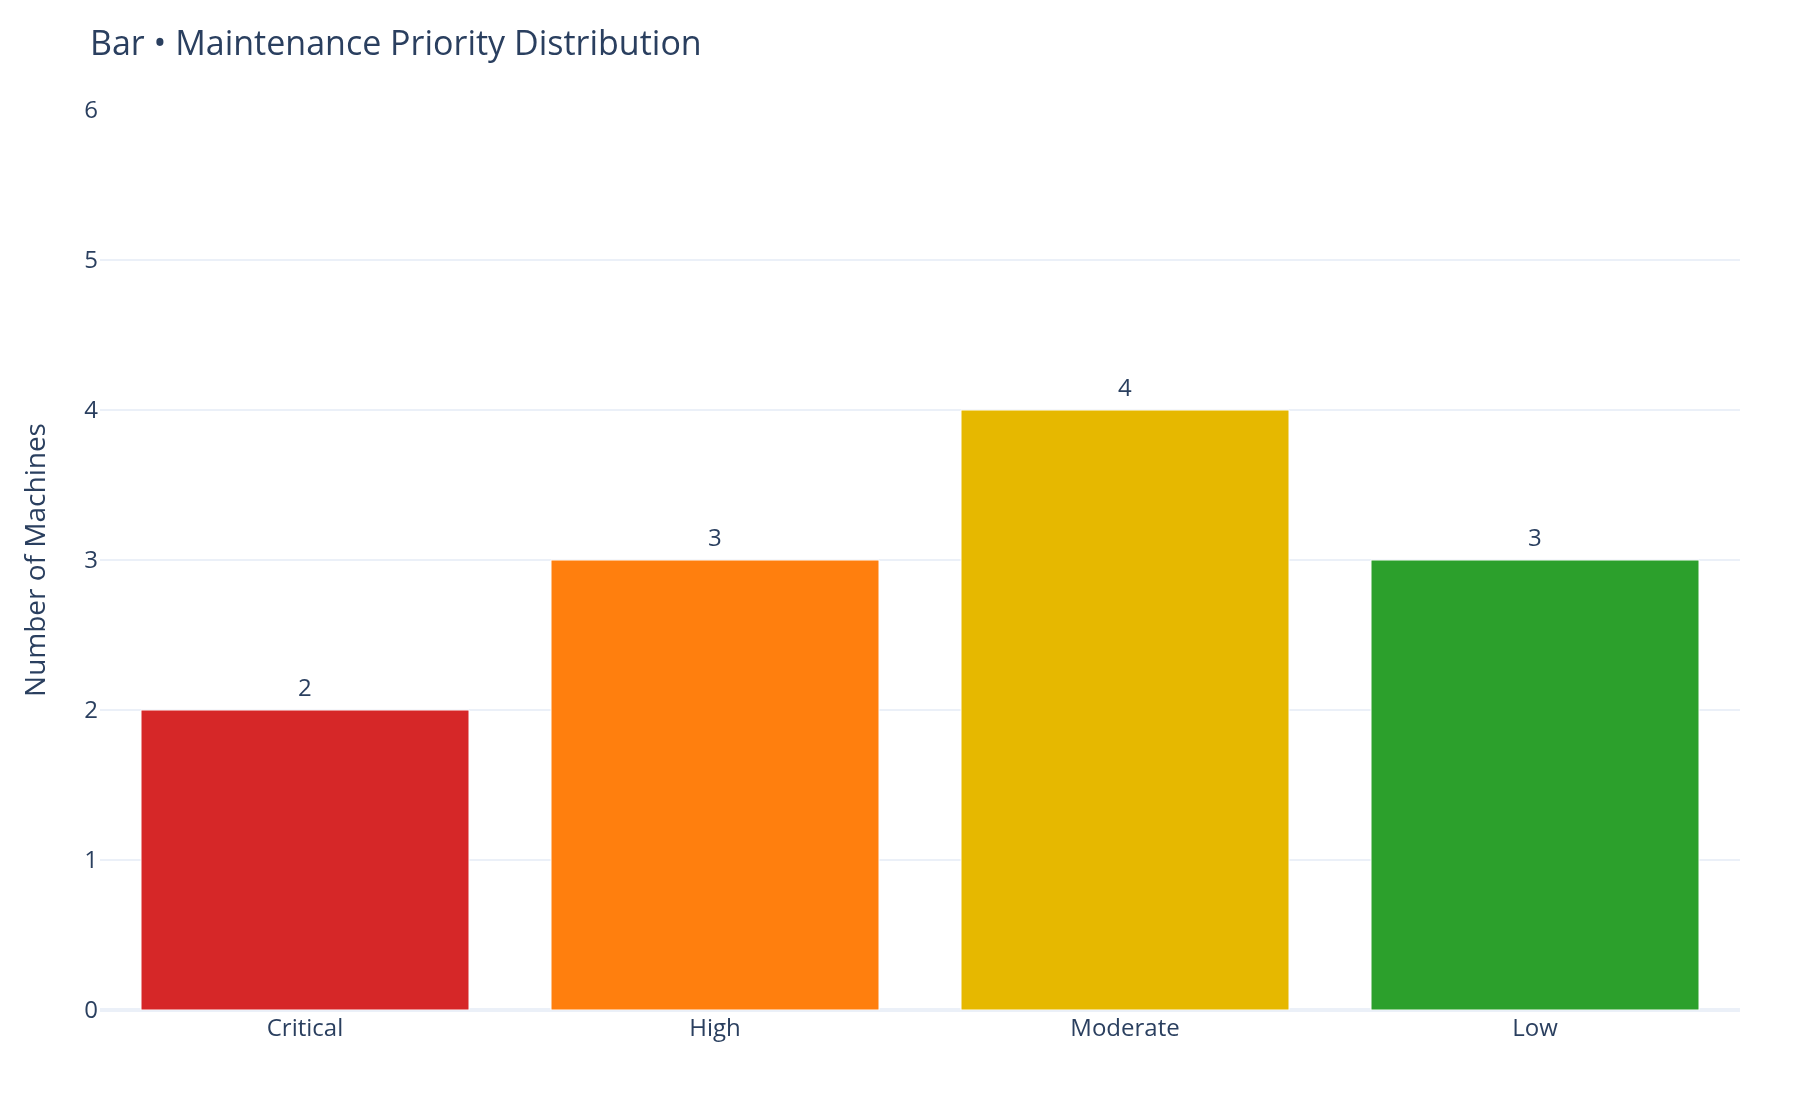 Bar • Maintenance Priority Distribution
6
5
4
3
2
1
0
Number of Machines
2
3
4
3
Critical
High
Moderate
Low